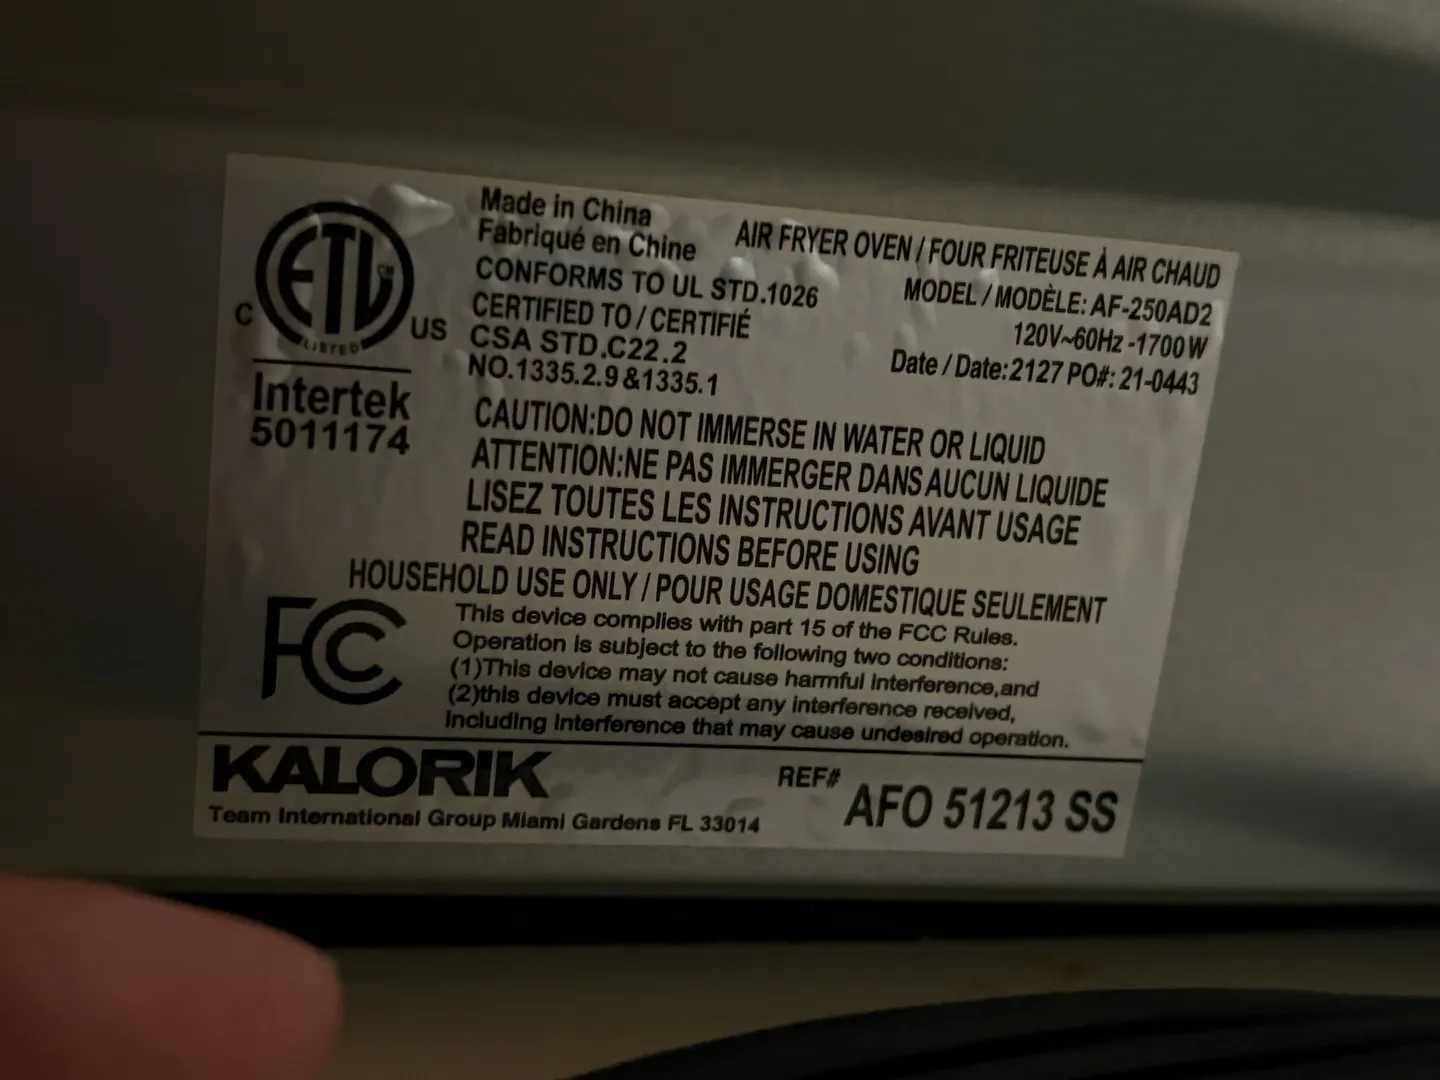 ETL CM
LISTED
C US
Intertek
5011174
Made in China
Fabriqué en Chine
CONFORMS TO UL STD.1026
CERTIFIED TO / CERTIFIÉ
CSA STD.C22.2
NO.1335.2.9 &1335.1
AIR FRYER OVEN / FOUR FRITEUSE À AIR CHAUD
MODEL / MODÈLE: AF-250AD2
120V~60Hz -1700W
Date / Date:2127 PO#: 21-0443
CAUTION:DO NOT IMMERSE IN WATER OR LIQUID
ATTENTION:NE PAS IMMERGER DANS AUCUN LIQUIDE
LISEZ TOUTES LES INSTRUCTIONS AVANT USAGE
READ INSTRUCTIONS BEFORE USING
HOUSEHOLD USE ONLY / POUR USAGE DOMESTIQUE SEULEMENT
FC
This device complies with part 15 of the FCC Rules.
Operation is subject to the following two conditions:
(1)This device may not cause harmful interference,and
(2)this device must accept any interference received,
including interference that may cause undesired operation.
KALORIK
Team International Group Miami Gardens FL 33014
REF# AFO 51213 SS